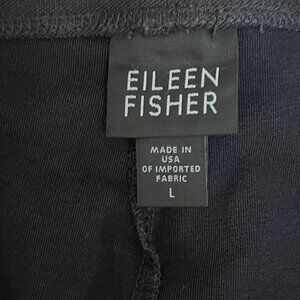 EILEEN
FISHER
MADE IN
USA
OF IMPORTED
FABRIC
L